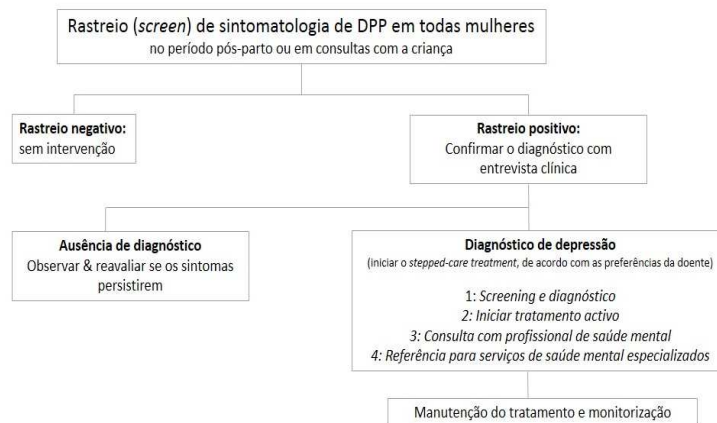 Rastreio (screen) de sintomatologia de DPP em todas mulheres
no período pós-parto ou em consultas com a criança
Rastreio negativo:
sem intervenção
Rastreio positivo:
Confirmar o diagnóstico com
entrevista clínica
Ausência de diagnóstico
Observar & reavaliar se os sintomas
persistirem
Diagnóstico de depressão
(iniciar o stepped-care treatment, de acordo com as preferências da doente)
1: Screening e diagnóstico
2: Iniciar tratamento activo
3: Consulta com profissional de saúde mental
4: Referência para serviços de saúde mental especializados
Manutenção do tratamento e monitorização